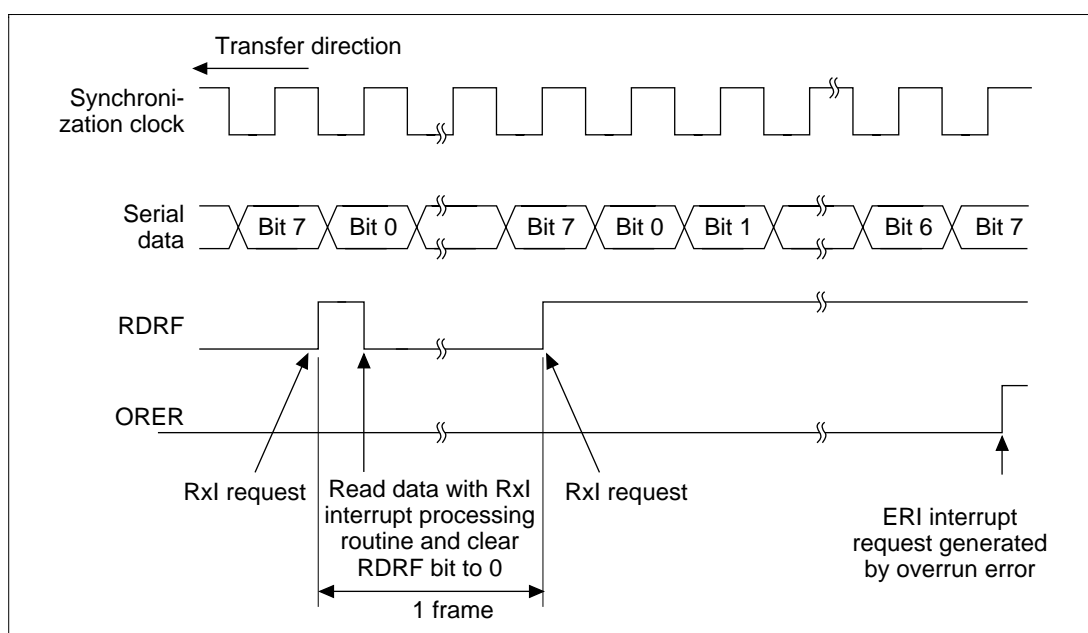 Transfer direction
Synchroni-
zation clock
Serial
data
Bit 7
Bit 0
Bit 7
Bit 0
Bit 1
Bit 6
Bit 7
RDRF
ORER
RxI request
Read data with RxI
interrupt processing
routine and clear
RDRF bit to 0
RxI request
ERI interrupt
request generated
by overrun error
1 frame